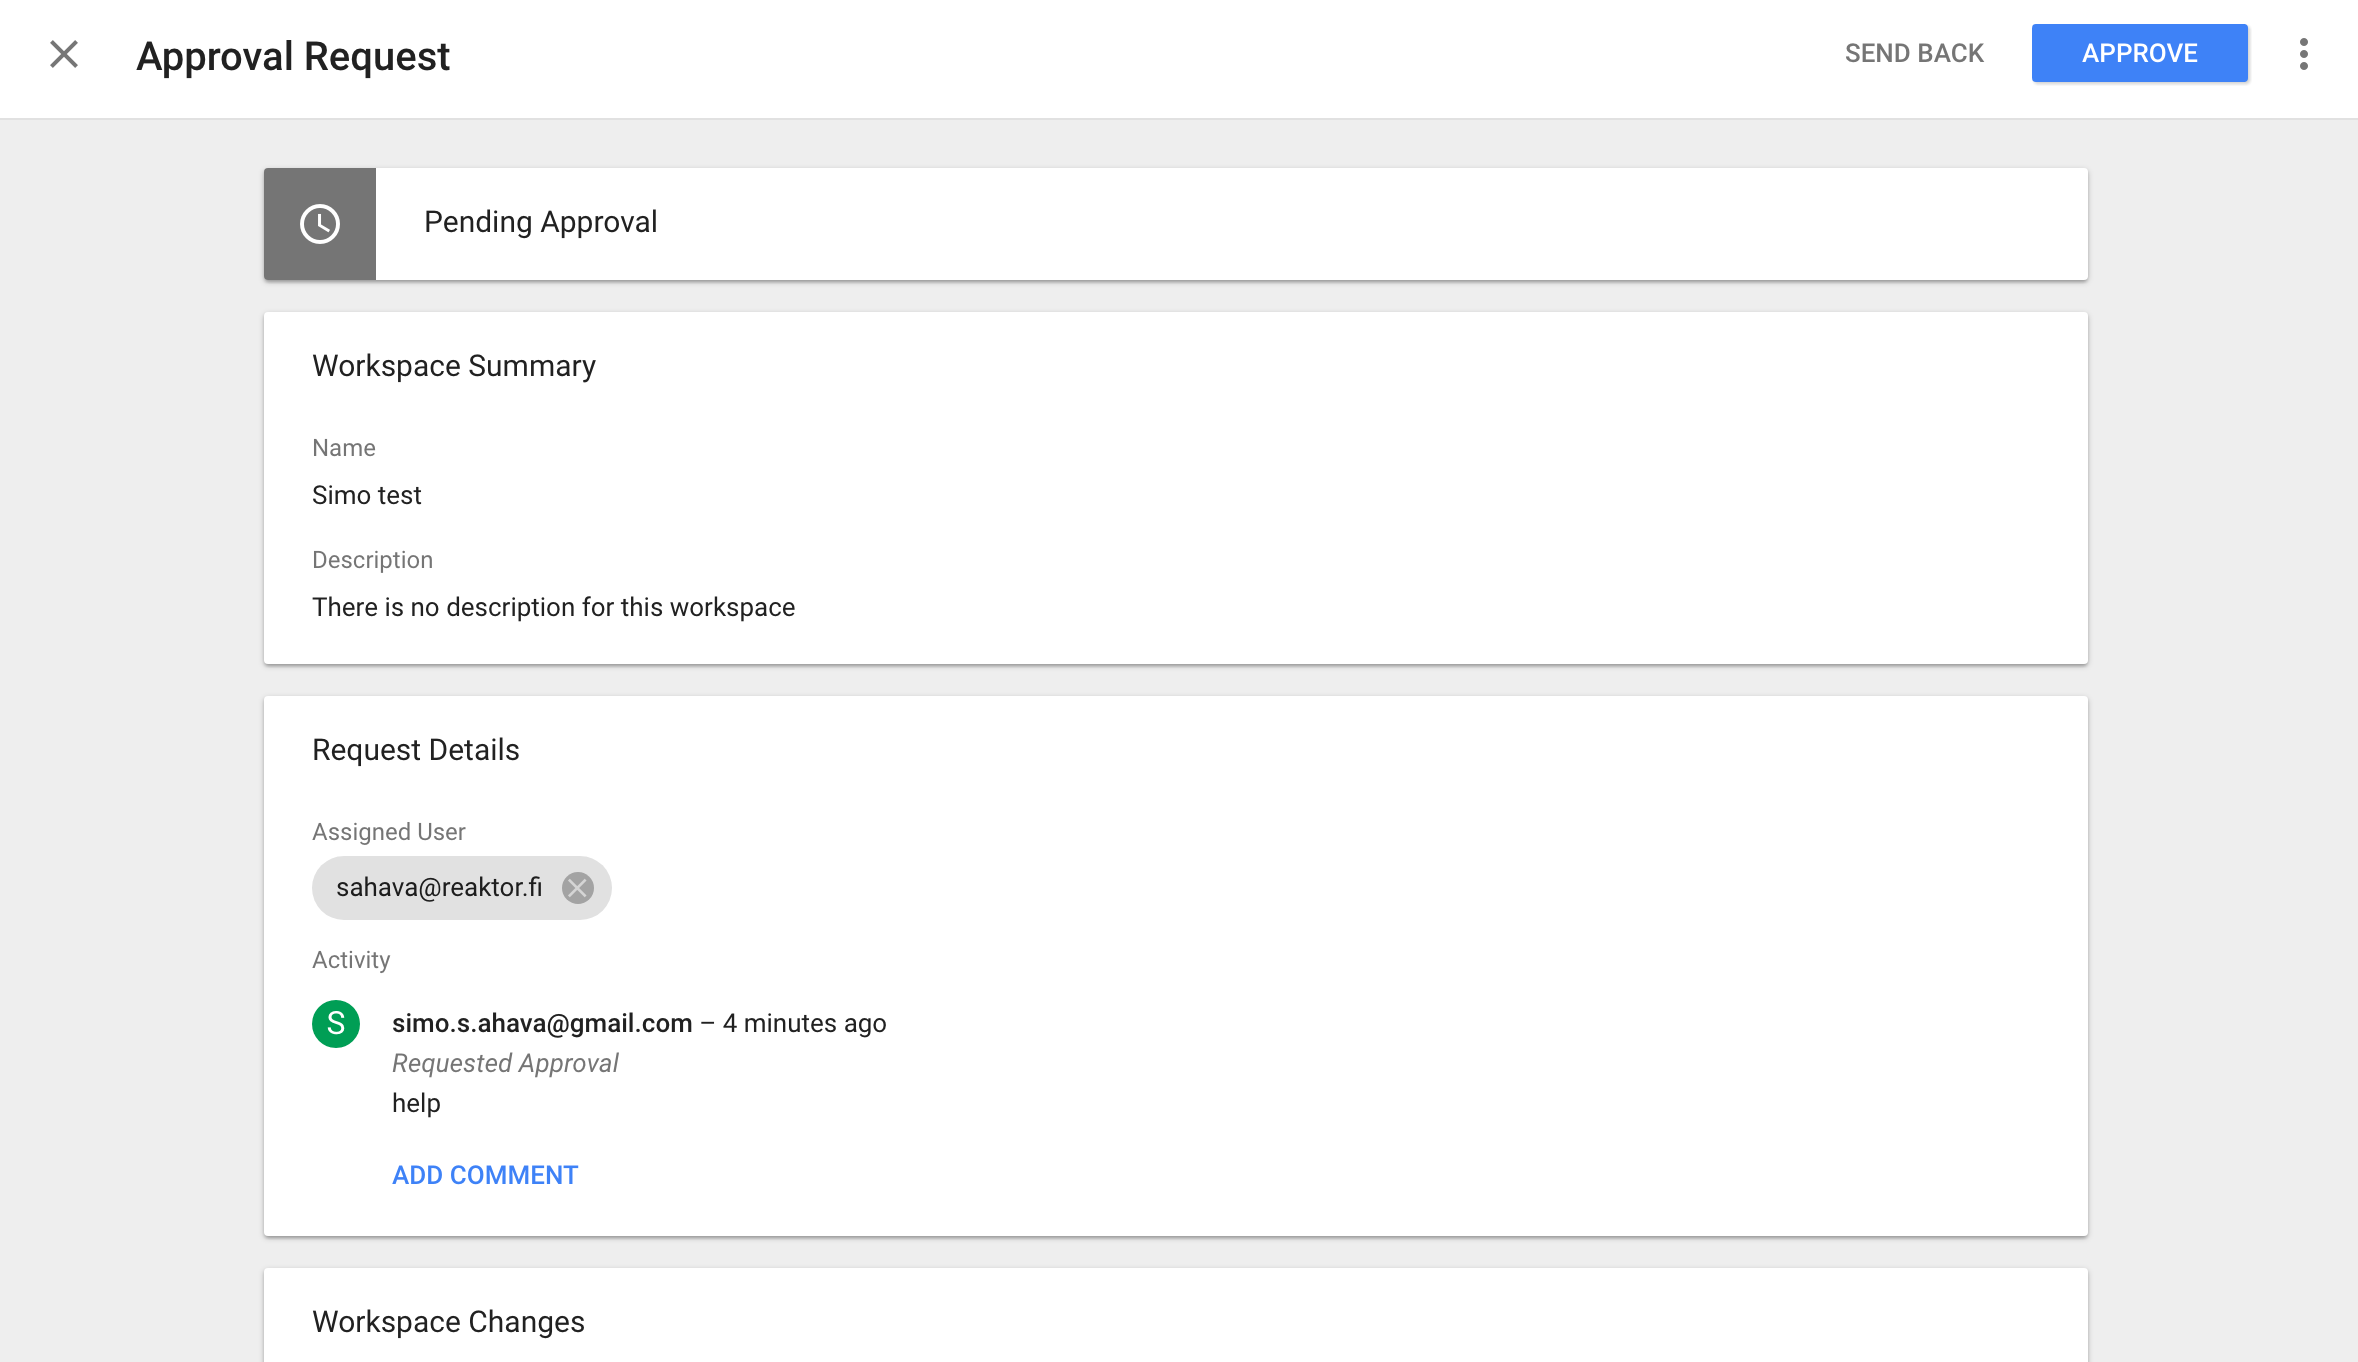 Approval Request
SEND BACK
APPROVE
Pending Approval
Workspace Summary
Name
Simo test
Description
There is no description for this workspace
Request Details
Assigned User
sahava@reaktor.fi
Activity
S
simo.s.ahava@gmail.com – 4 minutes ago
Requested Approval
help
ADD COMMENT
Workspace Changes